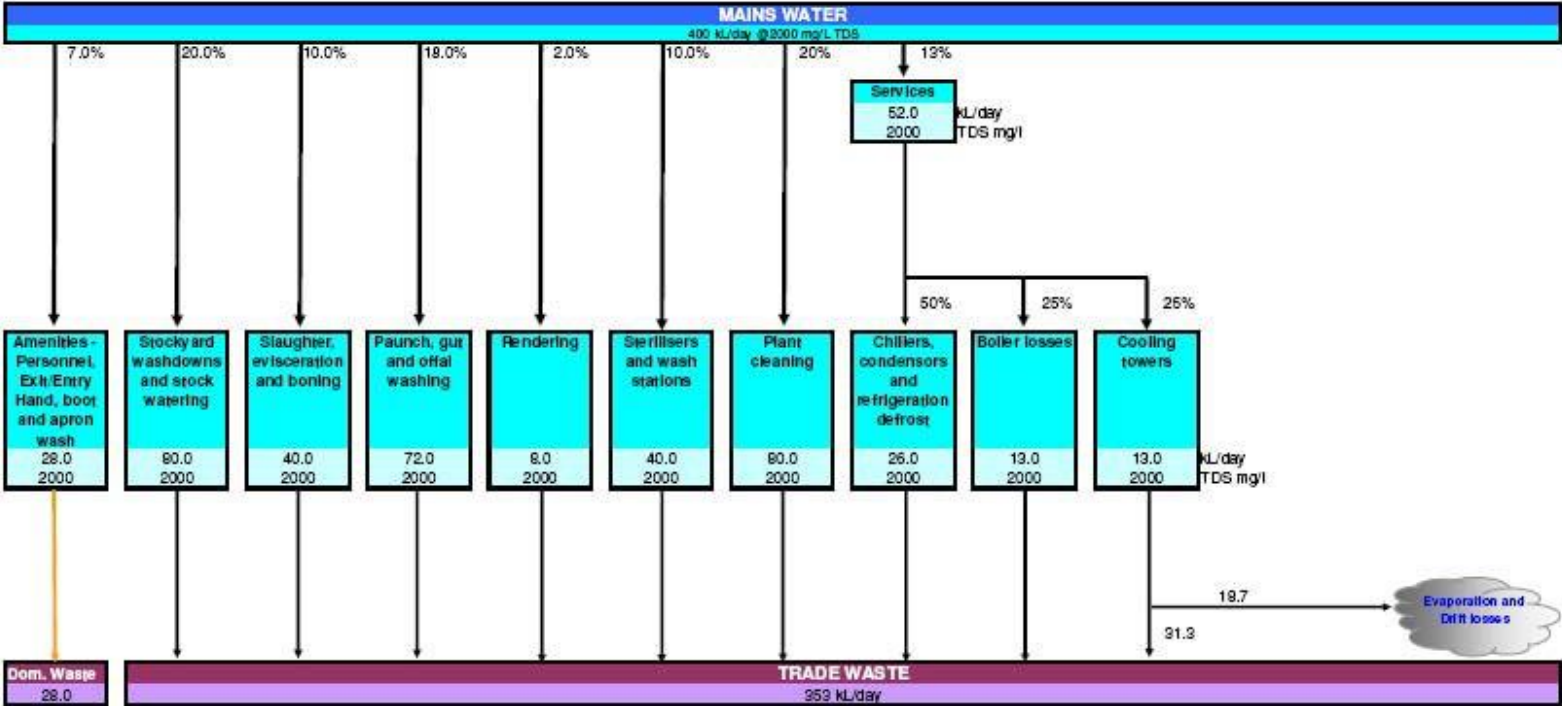 MAINS WATER
400 kL/day @2000 mg/L TDS
7.0%
20.0%
10.0%
18.0%
2.0%
10.0%
20%
13%
Services
52.0
kL/day
2000
TDS mg/l
50%
25%
25%
Amenities -
Personnel,
Exit/Entry
Hand, boot
and apron
wash
28.0
2000
Stockyard
washdowns
and stock
watering
80.0
2000
Slaughter,
evisceration
and boning
40.0
2000
Paunch, gut
and offal
washing
72.0
2000
Rendering
8.0
2000
Sterilisers
and wash
stations
40.0
2000
Plant
cleaning
80.0
2000
Chillers,
condensors
and
refrigeration
defrost
26.0
2000
Boiler losses
13.0
2000
Cooling
towers
13.0
2000
kL/day
TDS mg/l
18.7
Evaporation and
Drift losses
31.3
Dom. Waste
28.0
TRADE WASTE
353 kL/day